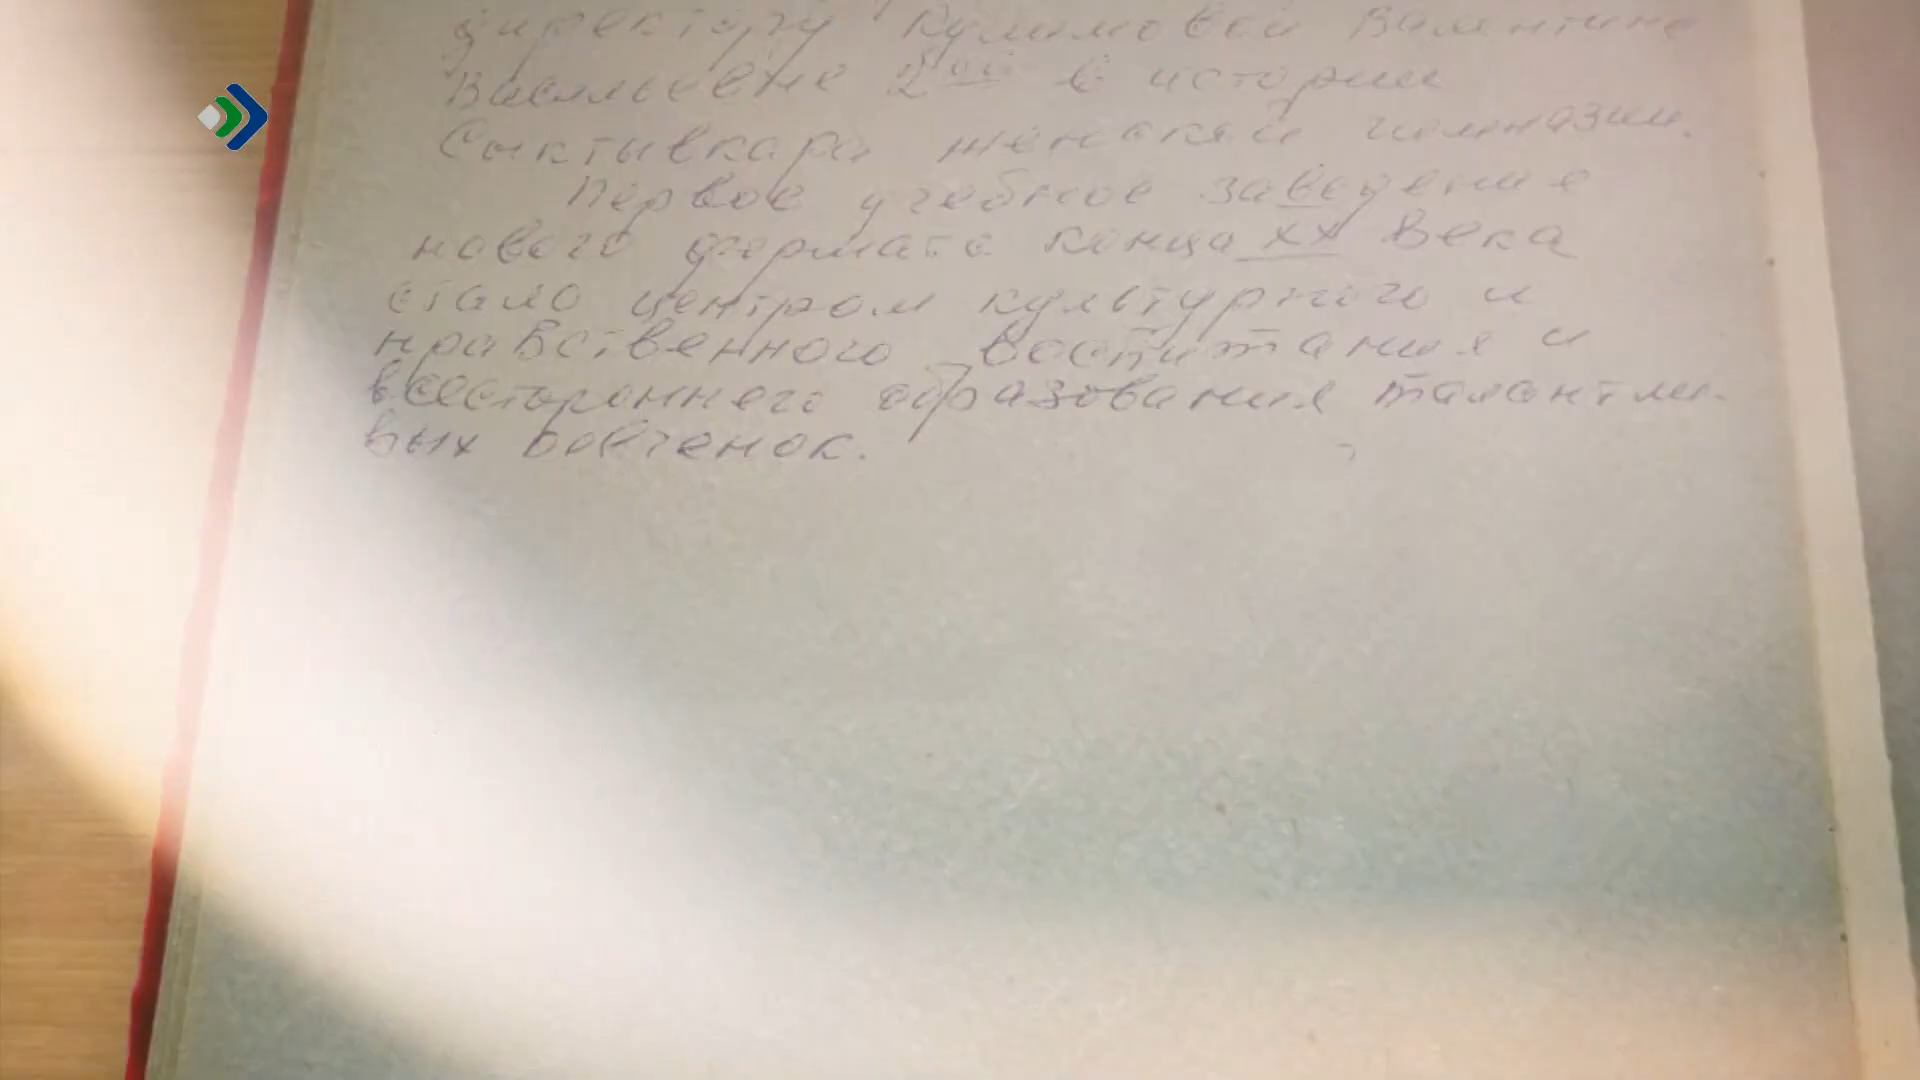 директору Кулимовой Валентине
Васильевне 2ой в истории
Сыктывкара женской гимназии.
Первое учебное заведение
нового формата конца XX века
стало центром культурного и
нравственного воспитания и
всестороннего образования талантли-
вых девчонок.